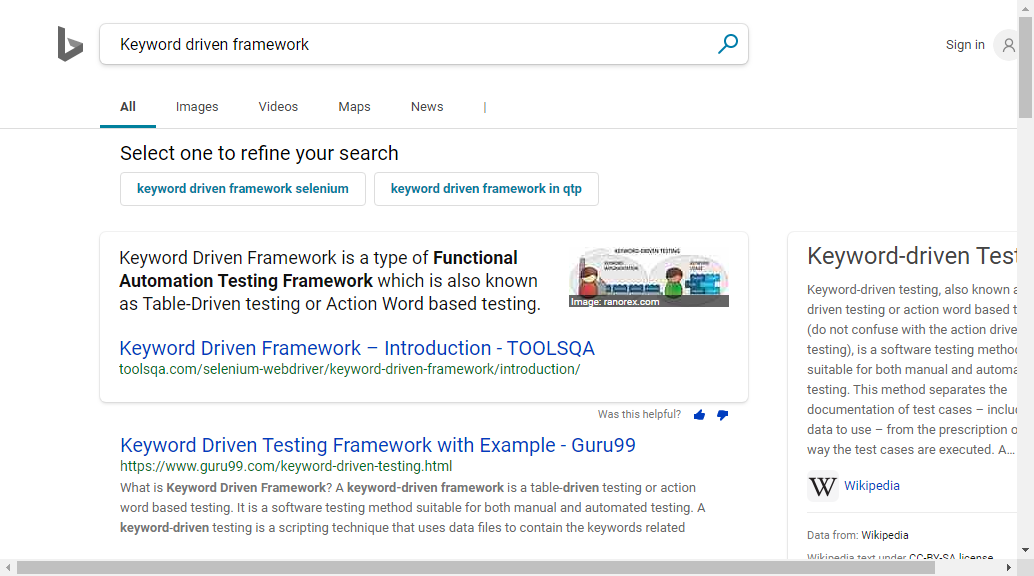 Keyword driven framework
Sign in
All
Images
Videos
Maps
News
|
Select one to refine your search
keyword driven framework selenium
keyword driven framework in qtp
Keyword Driven Framework is a type of Functional
Automation Testing Framework which is also known
as Table-Driven testing or Action Word based testing.
KEYWORD-DRIVEN TESTING
KEYWORD
IMPLEMENTATION
KEYWORD
USAGE
Image: ranorex.com
Keyword Driven Framework – Introduction - TOOLSQA
toolsqa.com/selenium-webdriver/keyword-driven-framework/introduction/
Was this helpful?
Keyword Driven Testing Framework with Example - Guru99
https://www.guru99.com/keyword-driven-testing.html
What is Keyword Driven Framework? A keyword-driven framework is a table-driven testing or action
word based testing. It is a software testing method suitable for both manual and automated testing. A
keyword-driven testing is a scripting technique that uses data files to contain the keywords related
Keyword-driven Test
Keyword-driven testing, also known a
driven testing or action word based t
(do not confuse with the action drive
testing), is a software testing method
suitable for both manual and automa
testing. This method separates the
documentation of test cases – inclu
data to use – from the prescription o
way the test cases are executed. A…
W
Wikipedia
Data from: Wikipedia
Wikipedia text under CC-BY-SA license